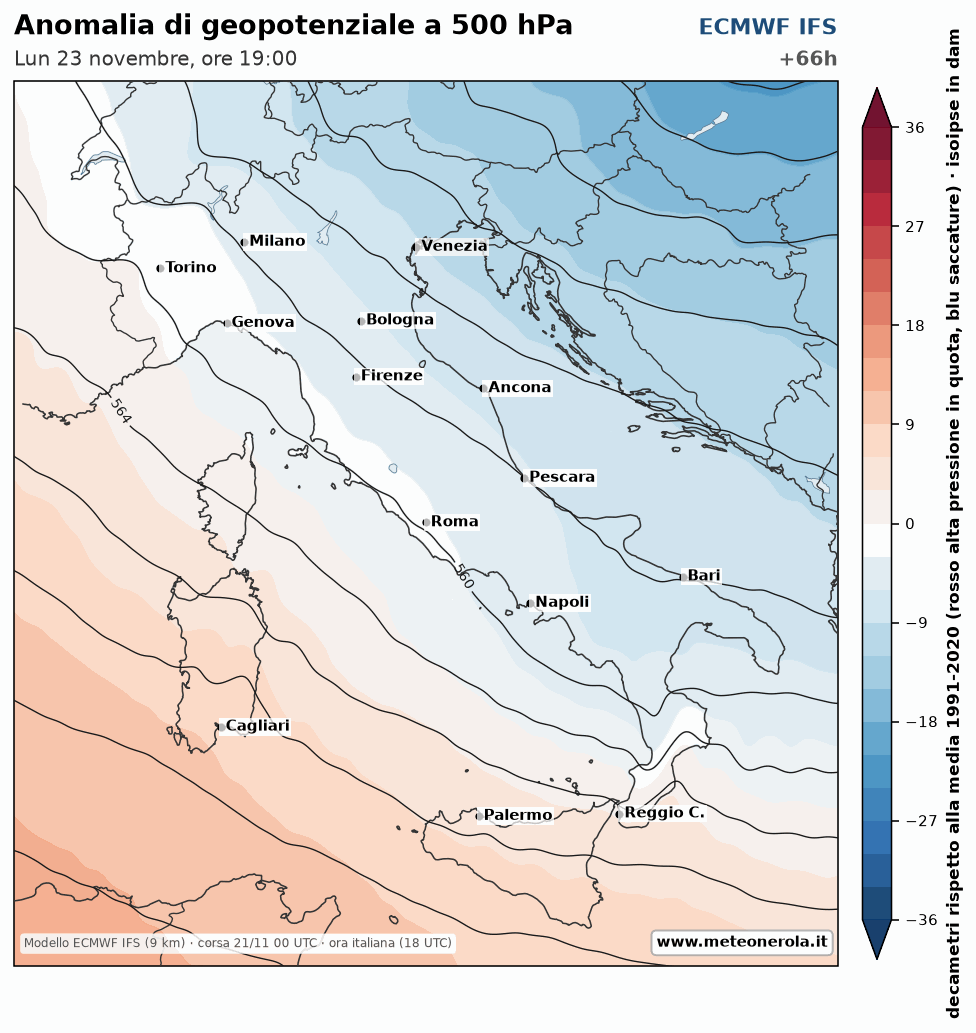 Anomalia di geopotenziale a 500 hPa
ECMWF IFS
Lun 23 novembre, ore 19:00
+66h
Milano
Venezia
Torino
Genova
Bologna
Firenze
Ancona
564
Pescara
Roma
560
Bari
Napoli
Cagliari
Palermo
Reggio C.
Modello ECMWF IFS (9 km) · corsa 21/11 00 UTC · ora italiana (18 UTC)
www.meteonerola.it
36
27
18
9
0
−9
−18
−27
−36
decametri rispetto alla media 1991-2020 (rosso alta pressione in quota, blu saccature) · isoipse in dam